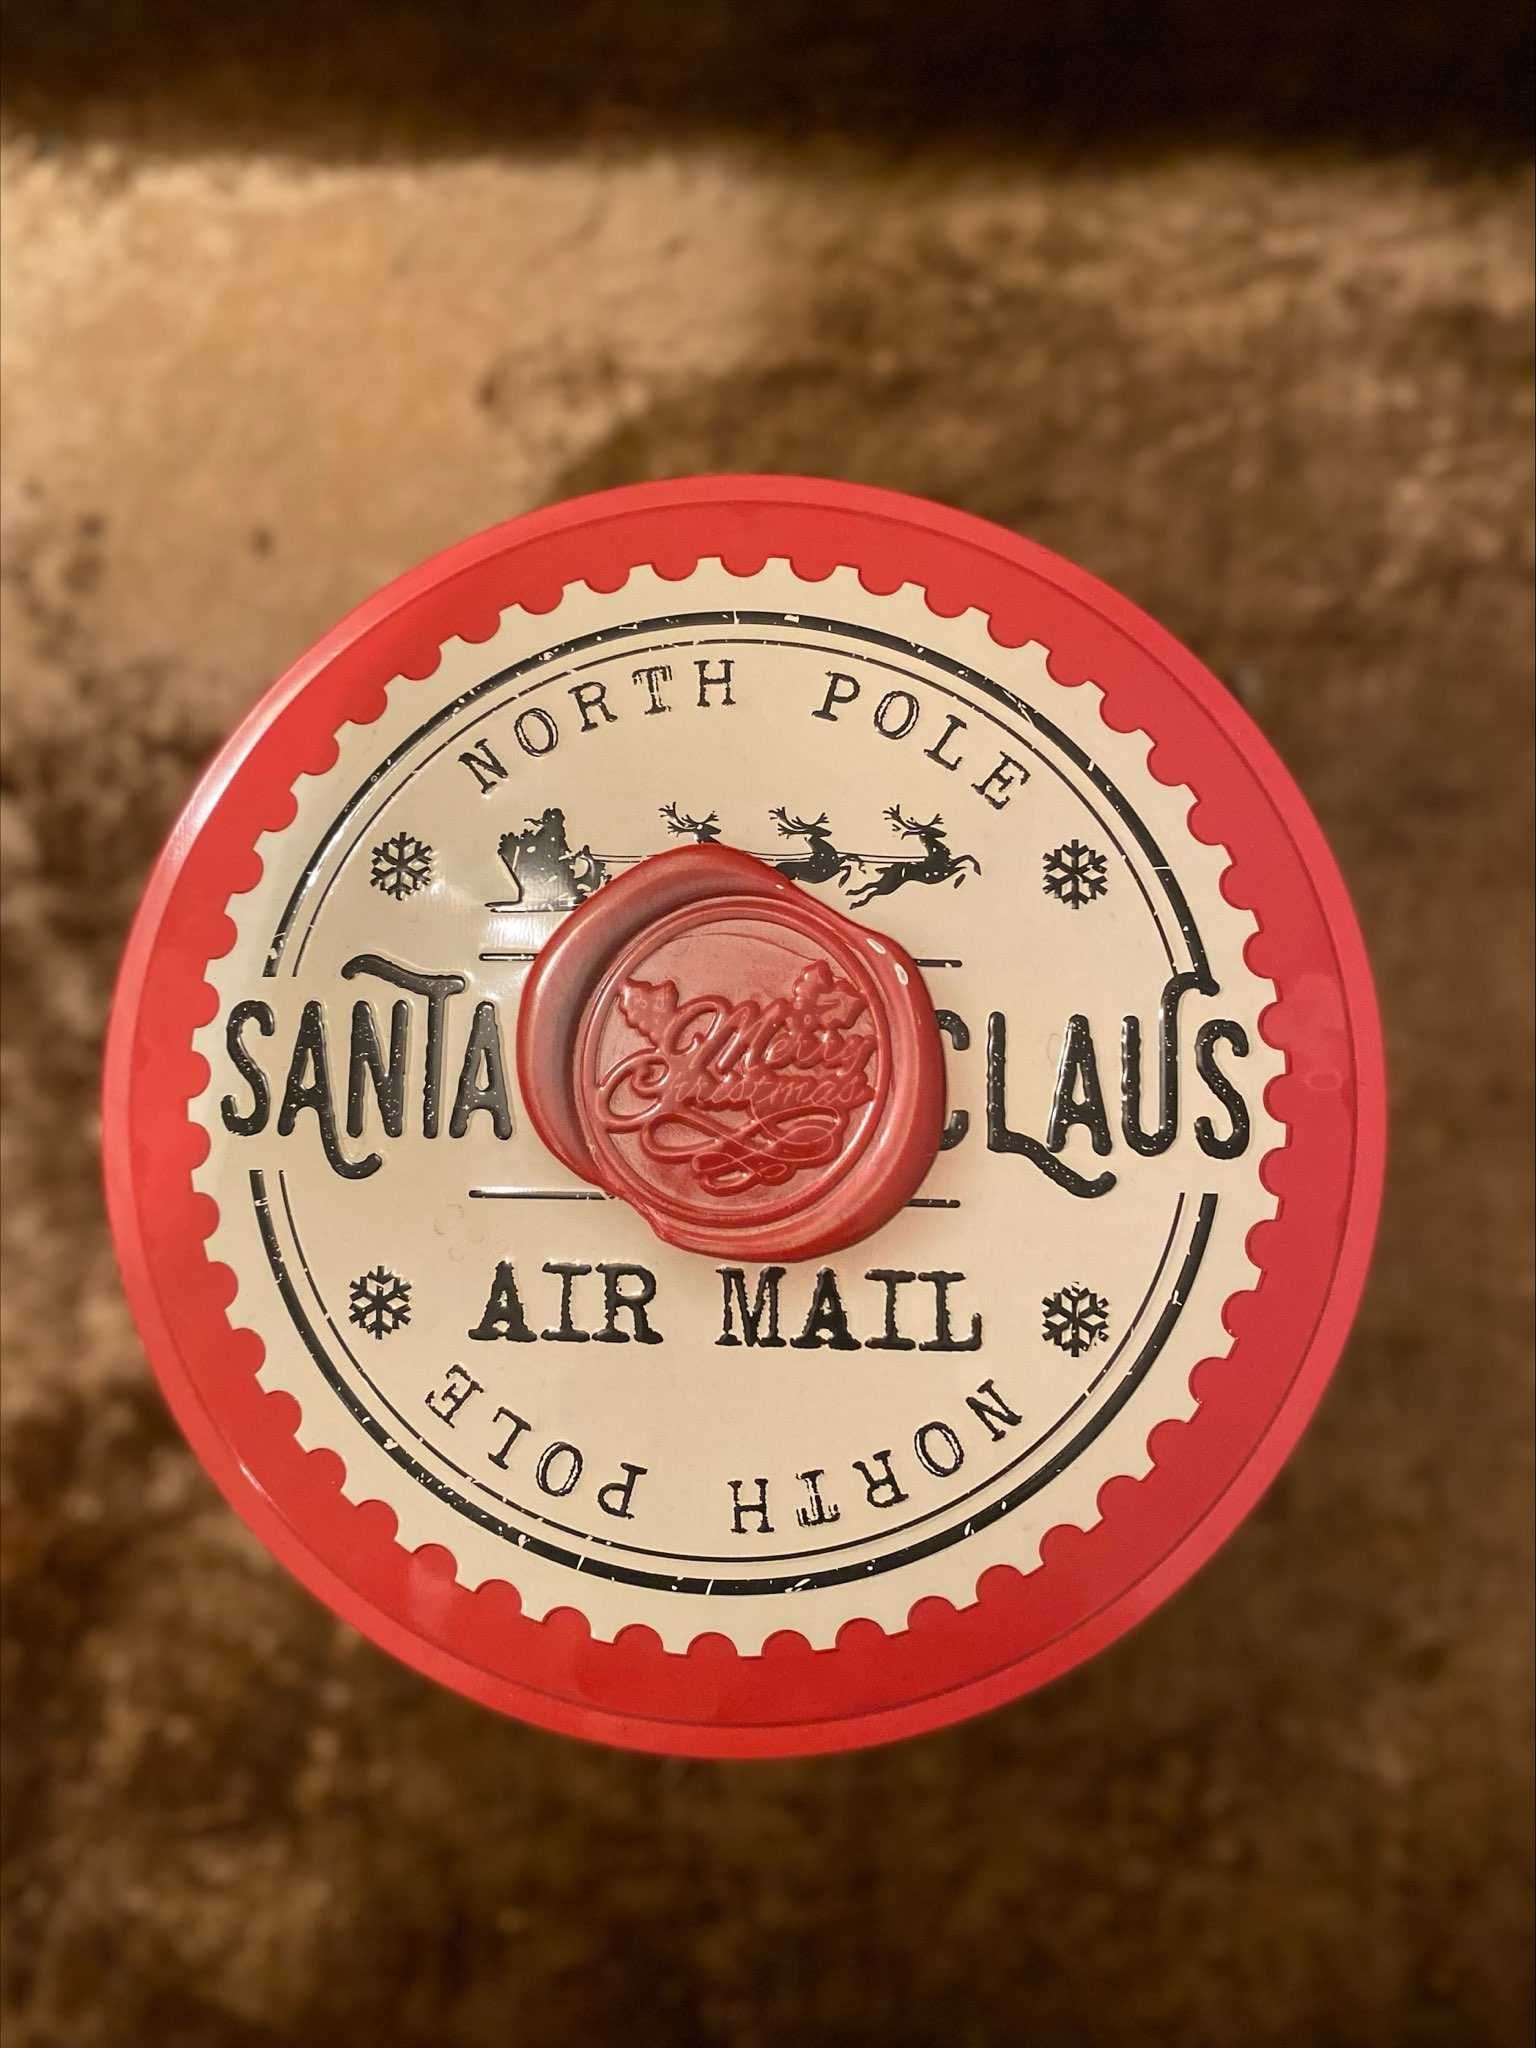 NORTH POLE
SANTA CLAUS
Merry
Christmas
AIR MAIL
NORTH POLE